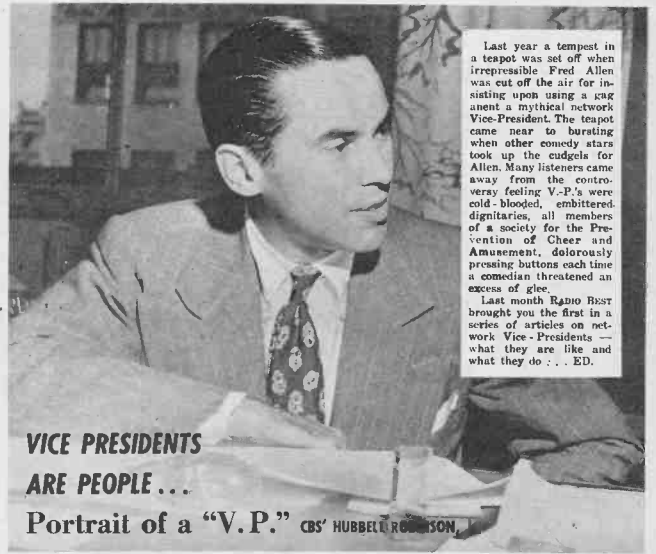 Last year a tempest in
a teapot was set off when
irrepressible Fred Allen
was cut off the air for in-
sisting upon using a gag
anent a mythical network
Vice-President. The teapot
came near to bursting
when other comedy stars
took up the cudgels for
Allen. Many listeners came
away from the contro-
versy feeling V.-P.'s were
cold-blooded, embittered
dignitaries, all members
of a society for the Pre-
vention of Cheer and
Amusement, dolorously
pressing buttons each time
a comedian threatened an
excess of glee.
Last month RADIO BEST
brought you the first in a
series of articles on net-
work Vice-Presidents —
what they are like and
what they do . . . ED.
VICE PRESIDENTS
ARE PEOPLE...
Portrait of a "V.P." CBS' HUBBELL ROBINSON,